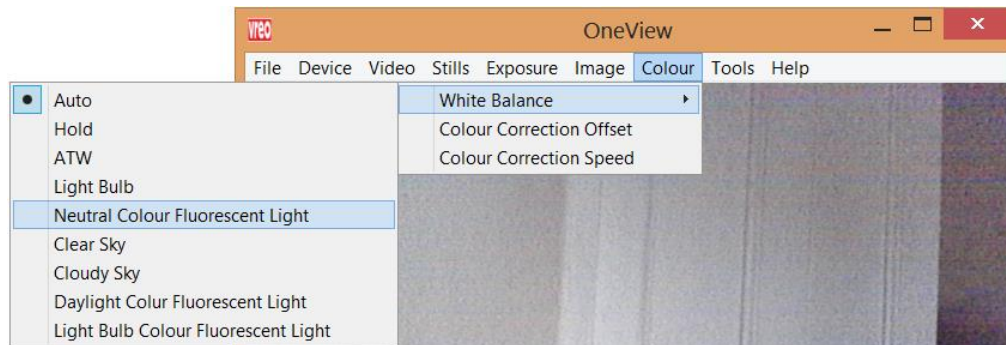 vreo
OneView
File Device Video Stills Exposure Image Colour Tools Help
White Balance
Colour Correction Offset
Colour Correction Speed
Auto
Hold
ATW
Light Bulb
Neutral Colour Fluorescent Light
Clear Sky
Cloudy Sky
Daylight Colur Fluorescent Light
Light Bulb Colour Fluorescent Light